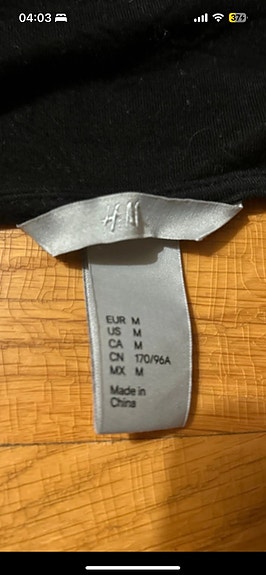 04:03
37
H&M
EUR M
US M
CA M
CN 170/96A
MX M
Made in
China